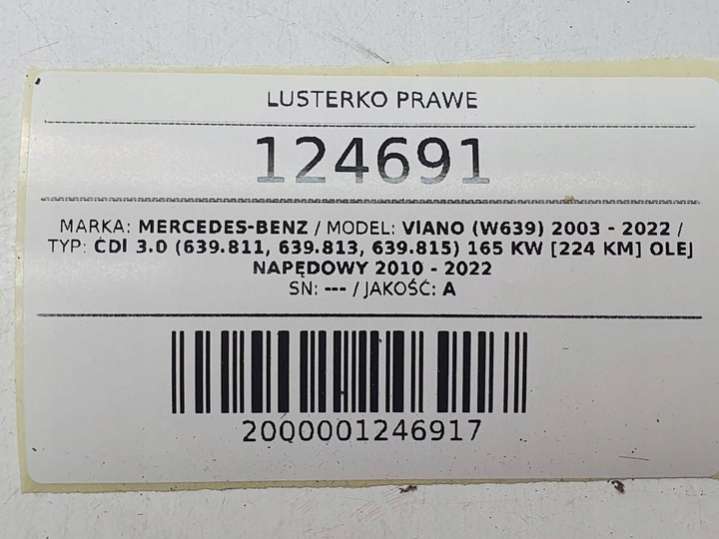 LUSTERKO PRAWE
124691
MARKA: MERCEDES-BENZ / MODEL: VIANO (W639) 2003 - 2022 /
TYP: CDI 3.0 (639.811, 639.813, 639.815) 165 KW [224 KM] OLEJ
NAPĘDOWY 2010 - 2022
SN: --- / JAKOŚĆ: A
2000001246917